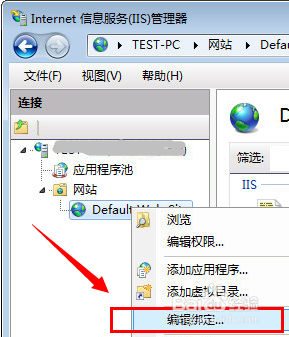 Internet 信息服务(IIS)管理器
TEST-PC
网站
文件(F)
视图(V)
帮助(H)
连接
应用程序池
网站
Default Web
筛选:
IIS
浏览
编辑权限...
添加应用程序...
添加虚拟目录...
编辑绑定...